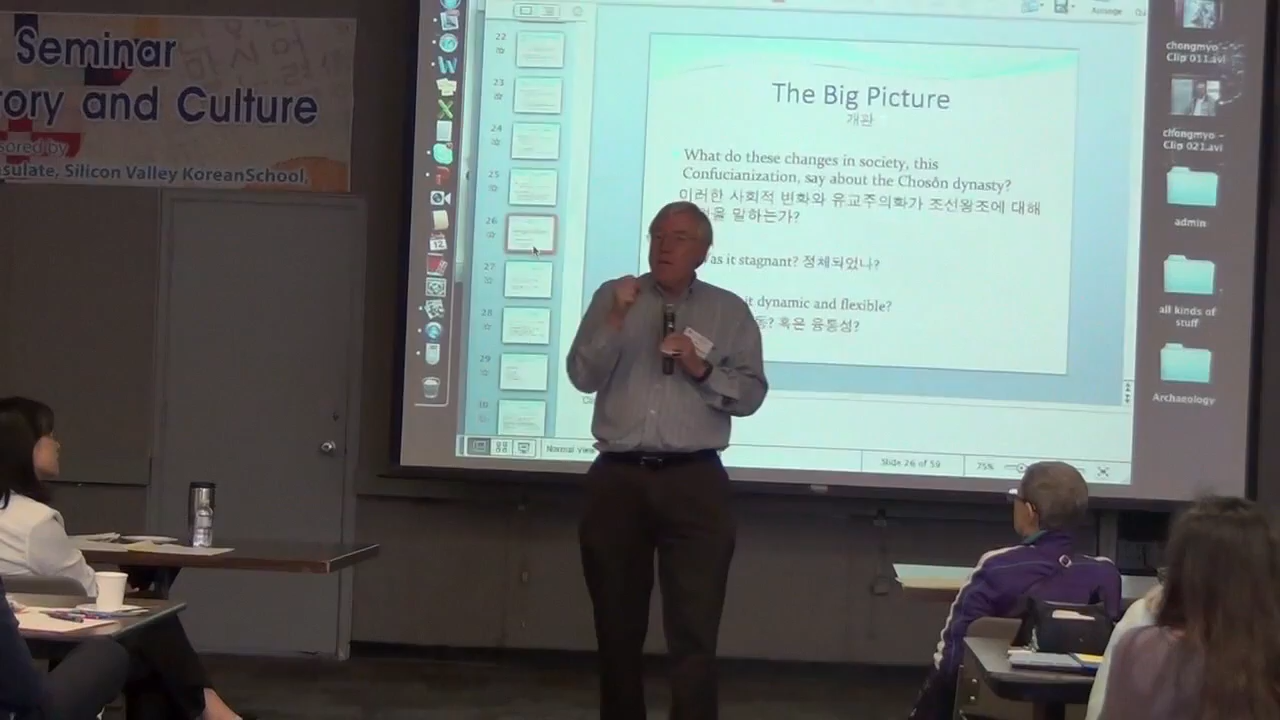 Seminar
tory and Culture
sored by
nsulate, Silicon Valley KoreanSchool,
22
23
24
25
26
27
28
29
30
The Big Picture
개관
What do these changes in society, this
Confucianization, say about the Chosŏn dynasty?
이러한 사회적 변화와 유교주의화가 조선왕조에 대해
말하는가?
as it stagnant? 정체되었나?
it dynamic and flexible?
동? 혹은 융통성?
Normal view
Slide 26 of 59
75%
Arrange
chongmyo
Clip 011.avi
chongmyo –
Clip 021.avi
admin
all kinds of
stuff
Archaeology
12